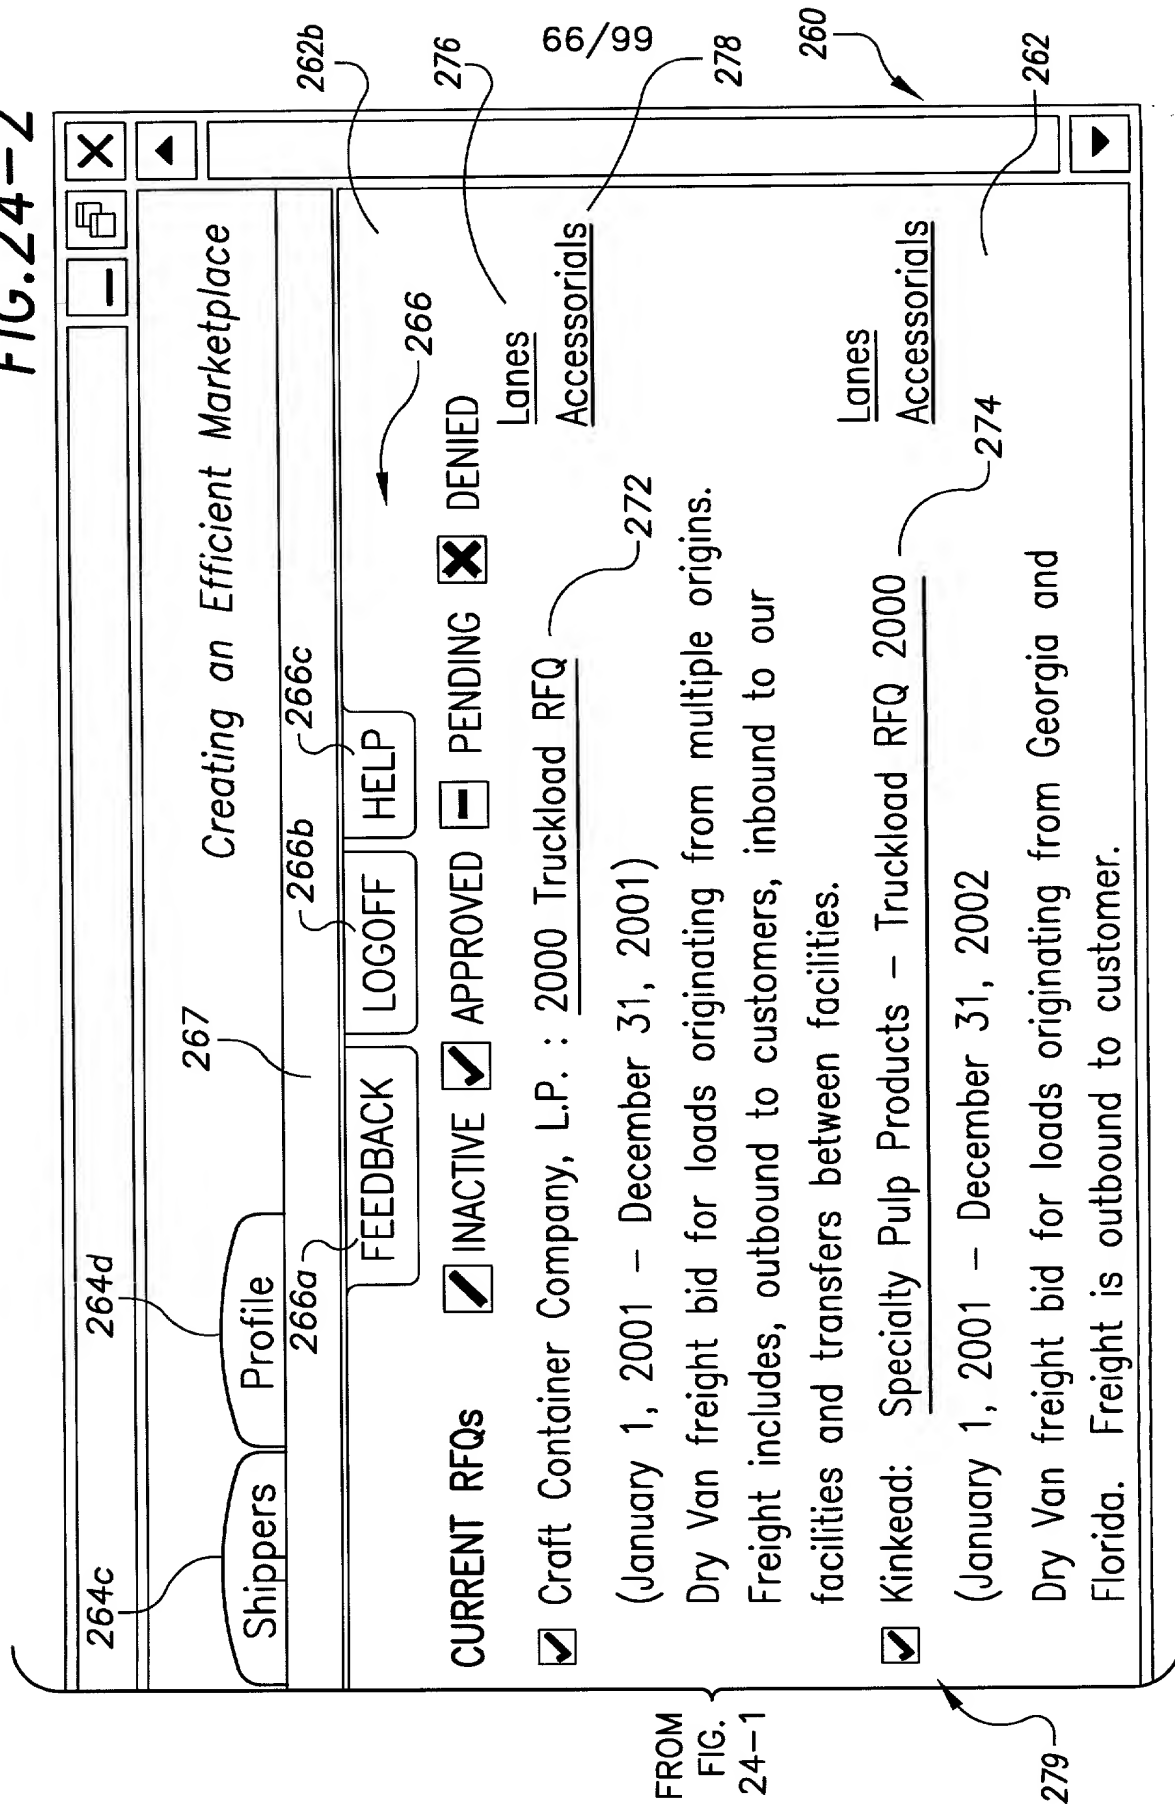 66/99
FIG.24-2
264c
264d
267
Creating an Efficient Marketplace
Shippers
Profile
266a
266b
266c
262b
FEEDBACK
LOGOFF
HELP
266
276
CURRENT RFQs
INACTIVE
APPROVED
PENDING
DENIED
Craft Container Company, L.P. : 2000 Truckload RFQ
Lanes
Accessorials
278
272
(January 1, 2001 – December 31, 2001)
Dry Van freight bid for loads originating from multiple origins.
Freight includes, outbound to customers, inbound to our
facilities and transfers between facilities.
260
Kinkead: Specialty Pulp Products – Truckload RFQ 2000
Lanes
Accessorials
274
262
(January 1, 2001 – December 31, 2002
Dry Van freight bid for loads originating from Georgia and
Florida. Freight is outbound to customer.
FROM
FIG.
24-1
279